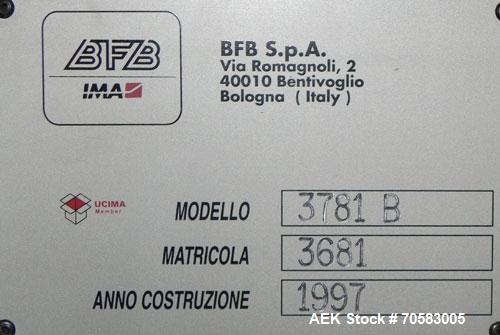 BFB
IMA
BFB S.p.A.
Via Romagnoli, 2
40010 Bentivoglio
Bologna ( Italy )
UCIMA
Member
MODELLO 3781 B
MATRICOLA 3681
ANNO COSTRUZIONE 1997
AEK Stock # 70583005